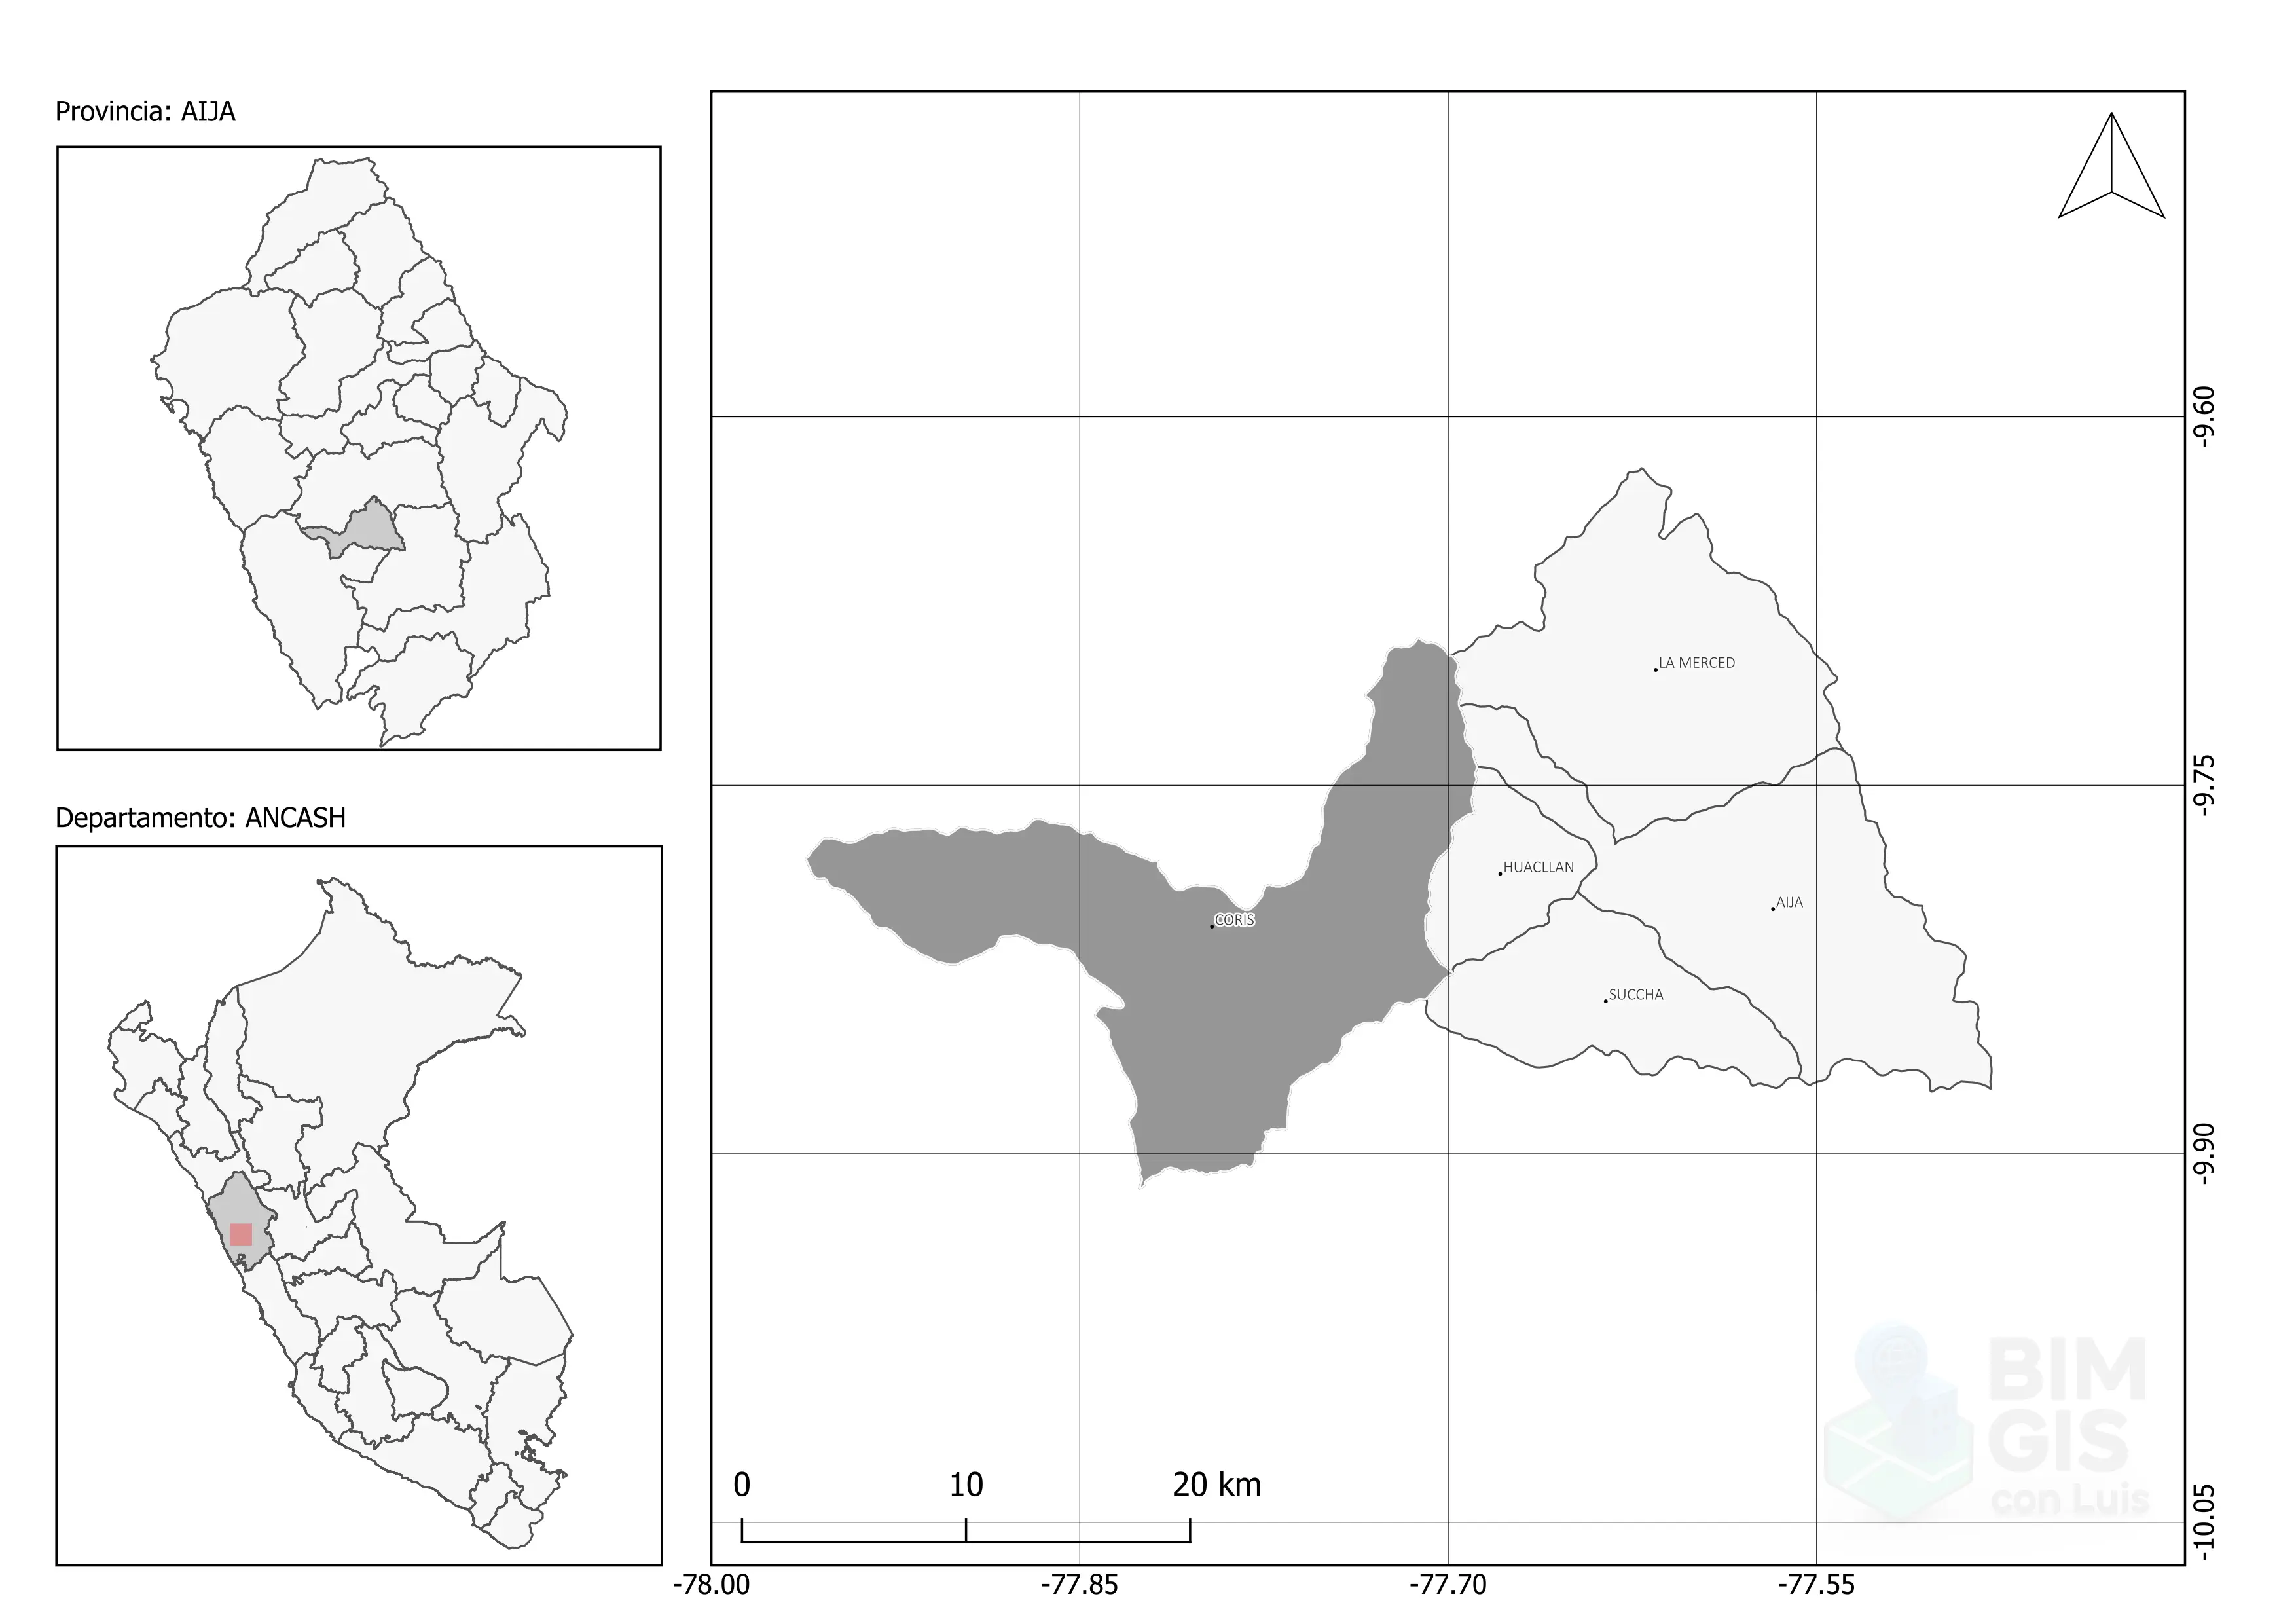 Provincia: AIJA
Departamento: ANCASH
-9.60
-9.75
-9.90
-10.05
LA MERCED
HUACLLAN
AIJA
CORIS
SUCCHA
0 10 20 km
-78.00 -77.85 -77.70 -77.55
BIM
GIS
con Luis